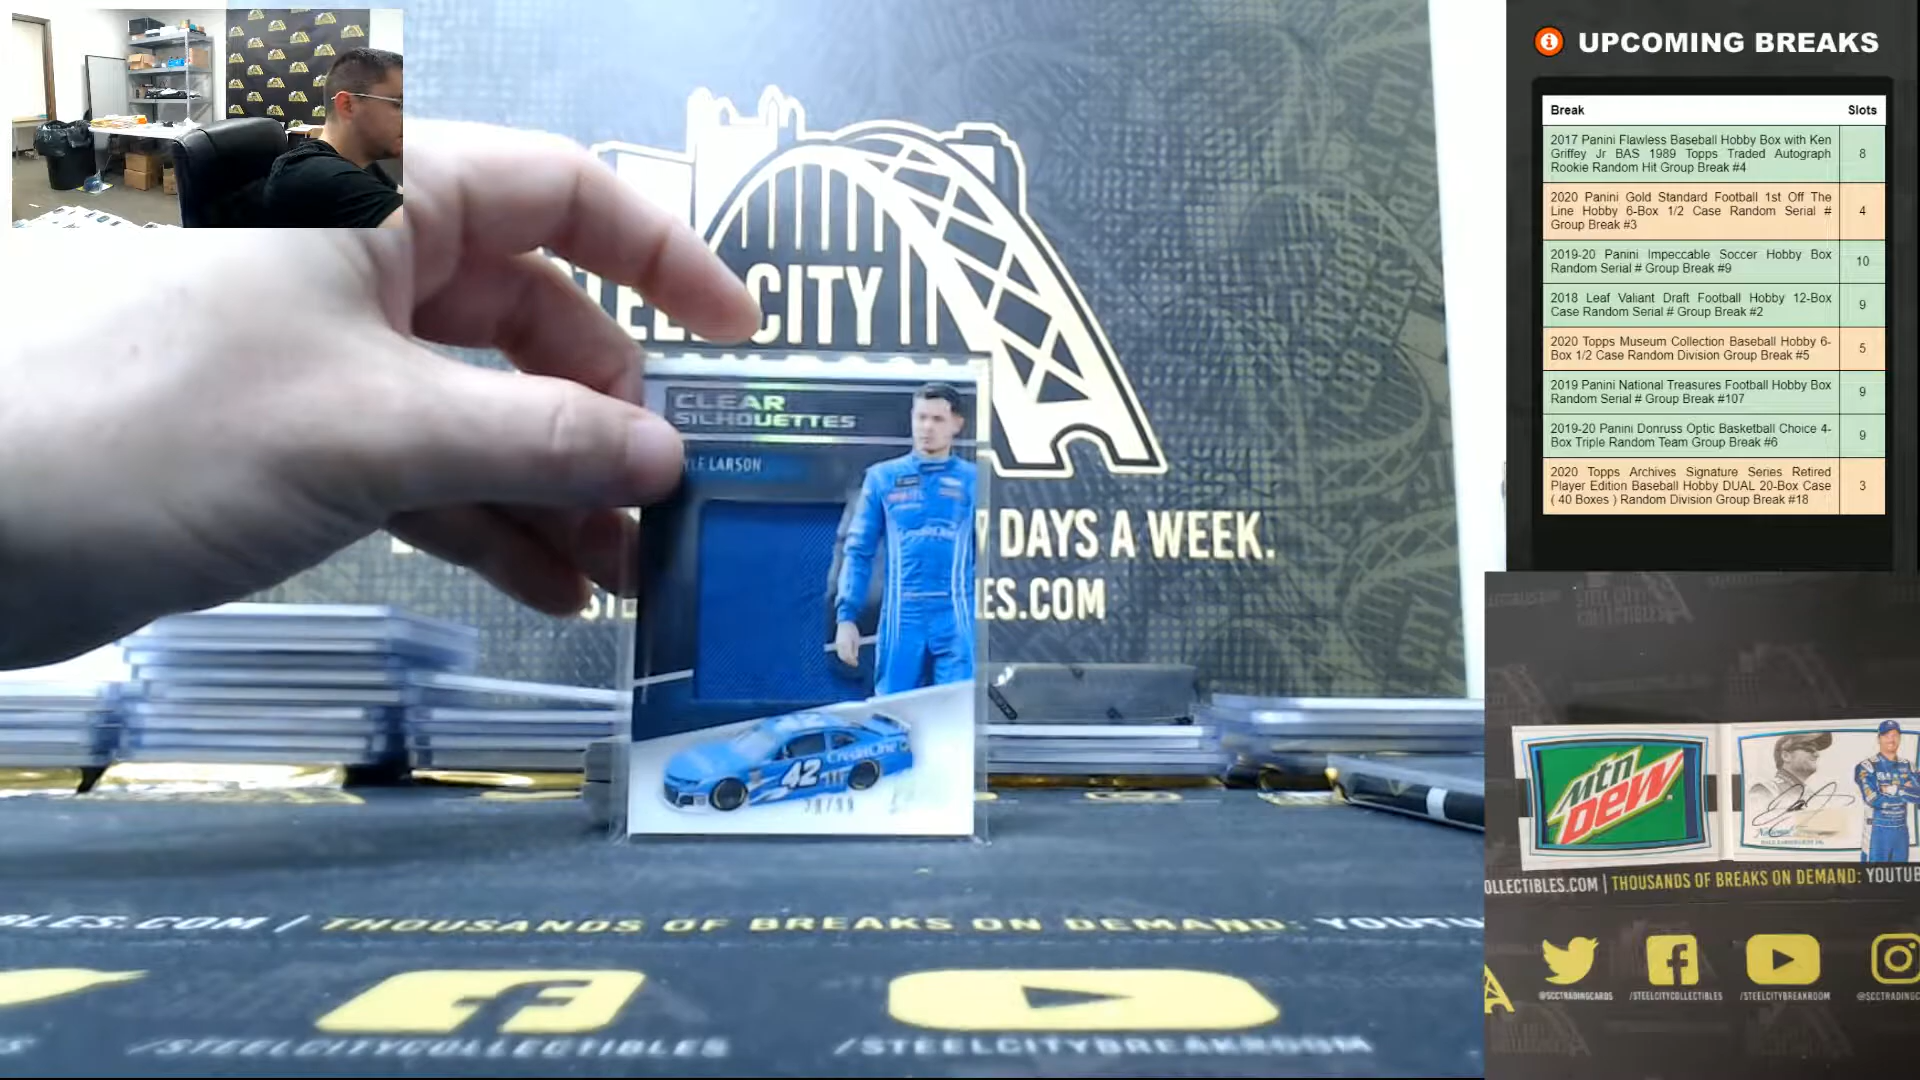 UPCOMING BREAKS
Break Slots
2017 Panini Flawless Baseball Hobby Box with Ken
Griffey Jr BAS 1989 Topps Traded Autograph
Rookie Random Hit Group Break #4
8
2020 Panini Gold Standard Football 1st Off The
Line Hobby 6-Box 1/2 Case Random Serial #
Group Break #3
4
2019-20 Panini Impeccable Soccer Hobby Box
Random Serial # Group Break #9
10
2018 Leaf Valiant Draft Football Hobby 12-Box
Case Random Serial # Group Break #2
9
2020 Topps Museum Collection Baseball Hobby 6-
Box 1/2 Case Random Division Group Break #5
5
2019 Panini National Treasures Football Hobby Box
Random Serial # Group Break #107
9
2019-20 Panini Donruss Optic Basketball Choice 4-
Box Triple Random Team Group Break #6
9
2020 Topps Archives Signature Series Retired
Player Edition Baseball Hobby DUAL 20-Box Case
( 40 Boxes ) Random Division Group Break #18
3
CITY
DAYS A WEEK.
ES.COM
CLEAR
SILHOUETTES
YLE LARSON
42
BLES.COM / THOUSANDS OF BREAKS ON DEMAND: YOUTU
/STEELCITYCOLLECTIBLES
/STEELCITYBREAKROOM
mtn
DEW
OLLECTIBLES.COM | THOUSANDS OF BREAKS ON DEMAND: YOUTUB
@SCCTRADINGCARDS
/STEELCITYCOLLECTIBLES
/STEELCITYBREAKROOM
@SCCTRADINGC